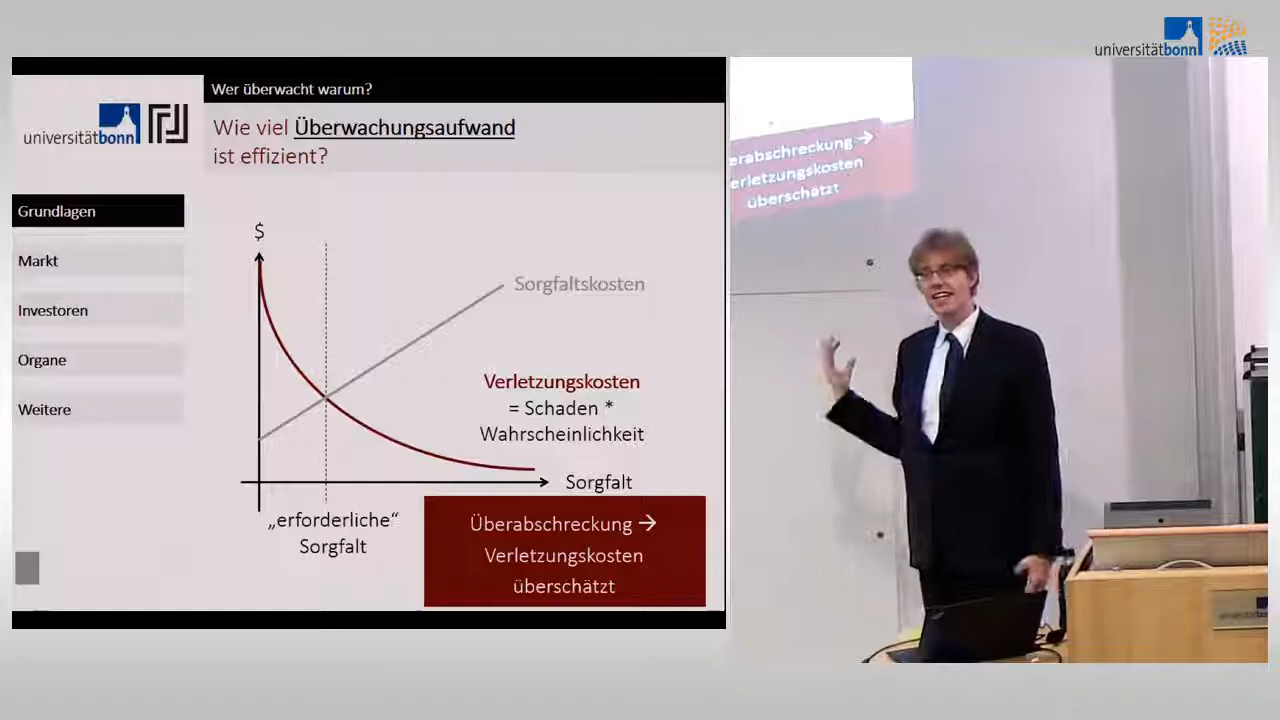 universitätbonn
Wer überwacht warum?
universitätbonn
Wie viel Überwachungsaufwand
ist effizient?
Grundlagen
Markt
Investoren
Organe
Weitere
$
Sorgfaltskosten
Verletzungskosten
= Schaden *
Wahrscheinlichkeit
Sorgfalt
„erforderliche“
Sorgfalt
Überabschreckung →
Verletzungskosten
überschätzt
erabschreckung →
erletzungskosten
überschätzt